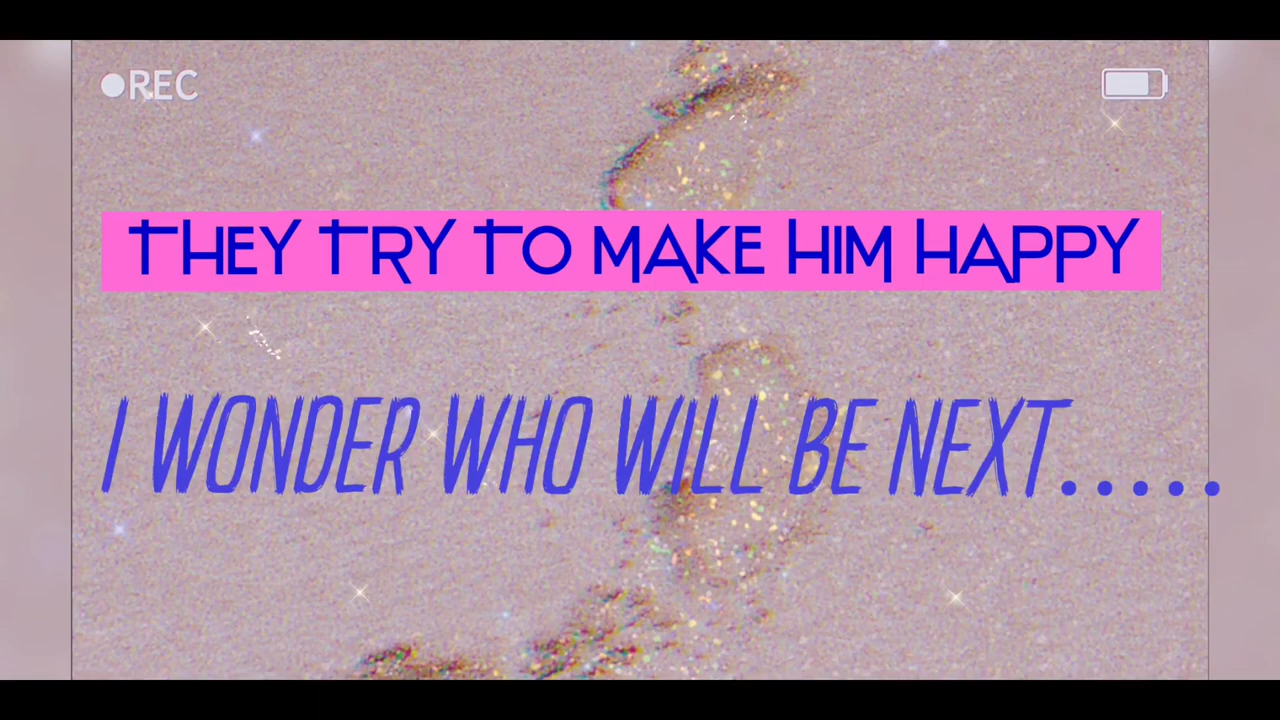 REC
THEY TRY TO MAKE HIM HAPPY
I WONDER WHO WILL BE NEXT.....